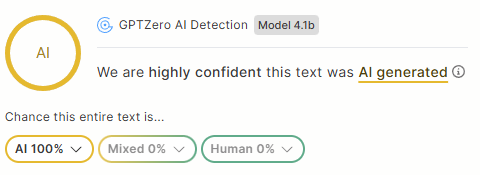 AI
GPTZero AI Detection Model 4.1b
We are highly confident this text was AI generated
Chance this entire text is...
AI 100% Mixed 0% Human 0%